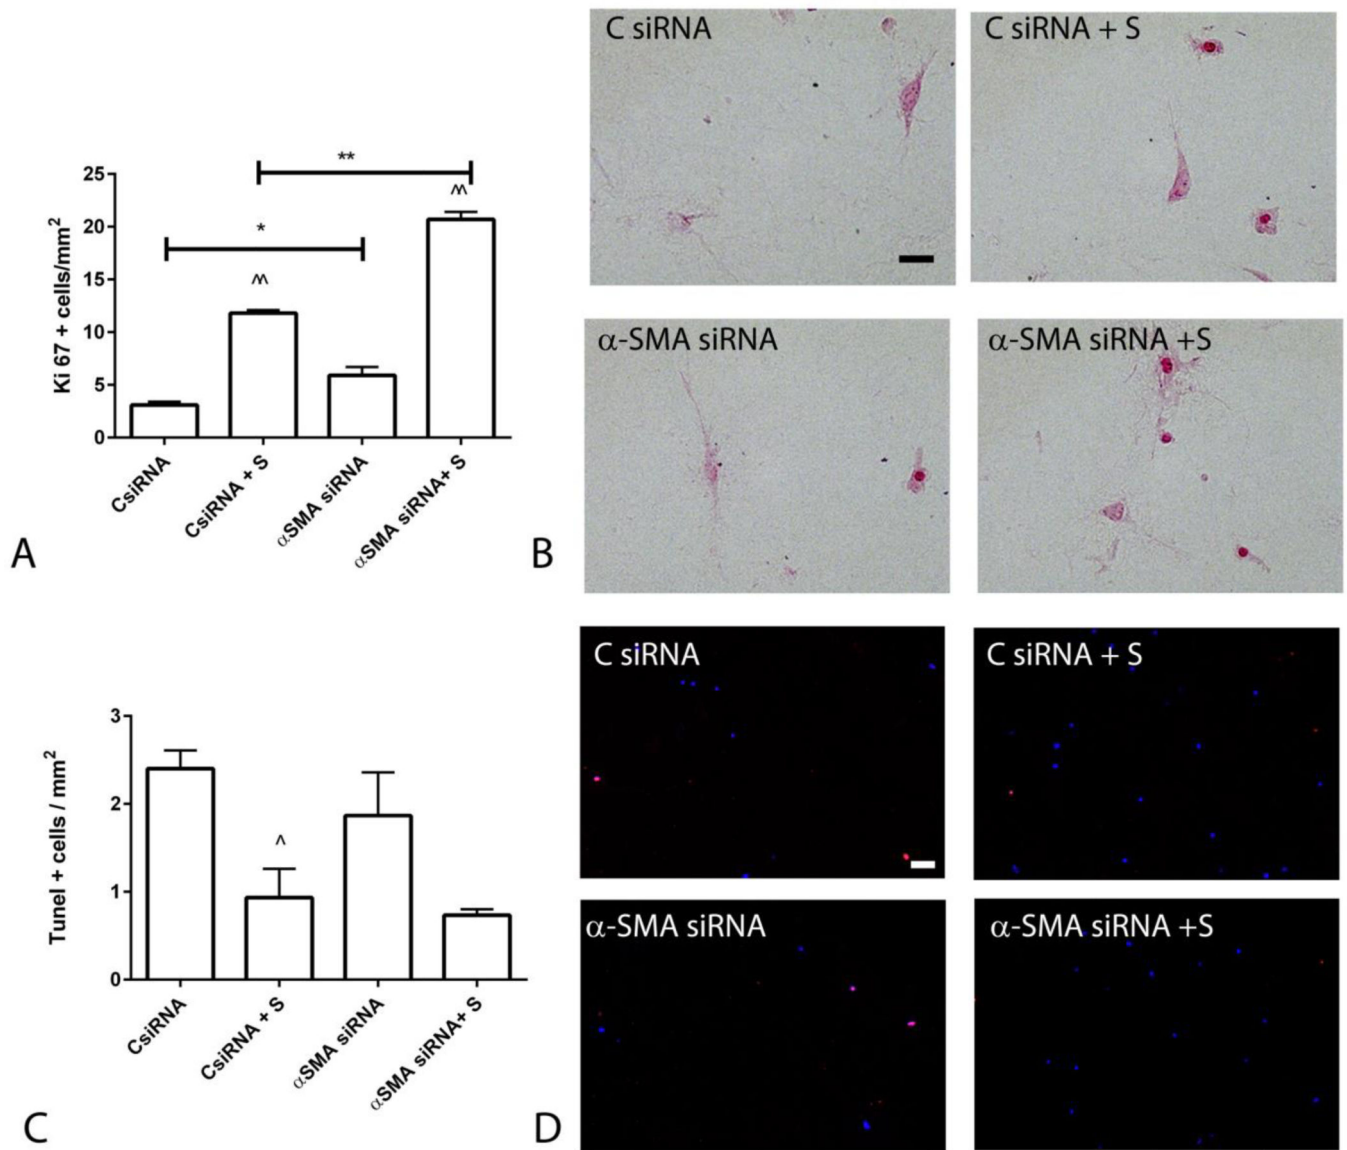 C siRNA
C siRNA + S
**
25
^^
20
*
15
^^
10
5
0
Ki 67 + cells/mm²
CsiRNA
CsiRNA + S
αSMA siRNA
αSMA siRNA+ S
A
α-SMA siRNA
α-SMA siRNA +S
B
C siRNA
C siRNA + S
3
2
^
1
0
Tunel + cells / mm²
CsiRNA
CsiRNA + S
αSMA siRNA
αSMA siRNA+ S
C
α-SMA siRNA
α-SMA siRNA +S
D